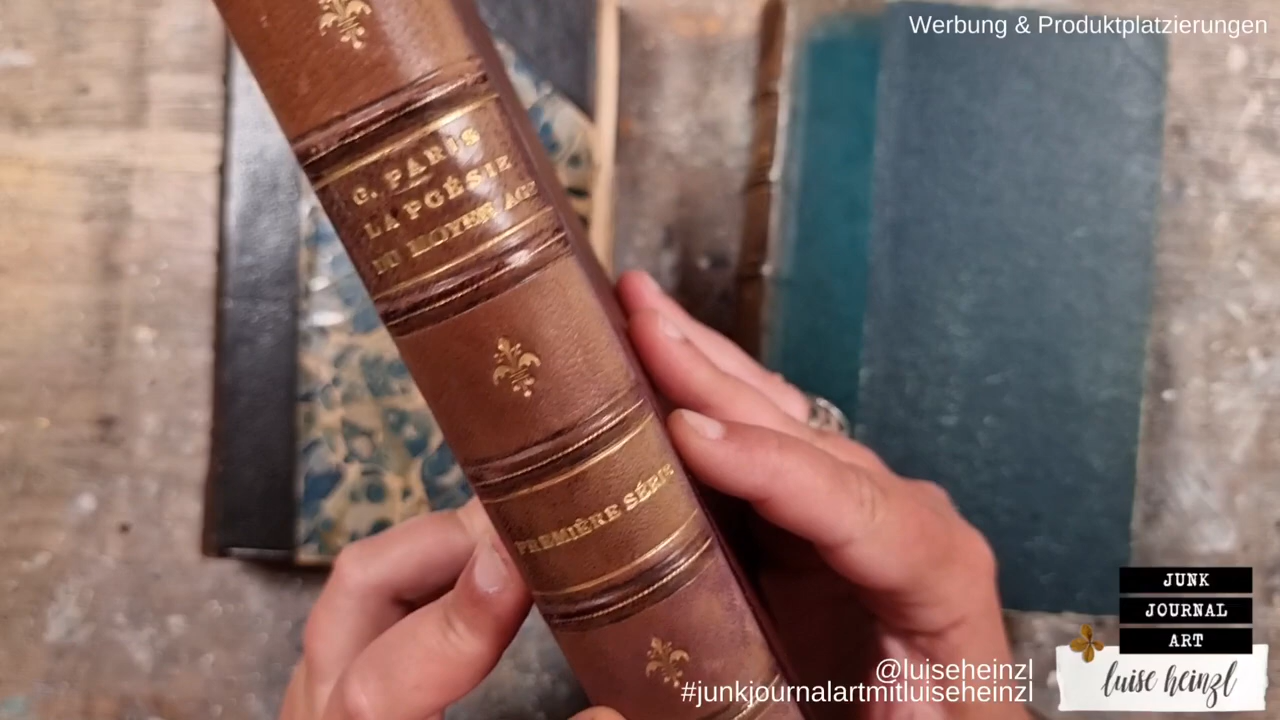 Werbung & Produktplatzierungen
G. PARIS
LA POÉSIE
DU MOYEN AGE
PREMIÈRE SÉRIE
JUNK
JOURNAL
ART
luise heinzl
@luiseheinzl
#junkjournalartmitluiseheinzl